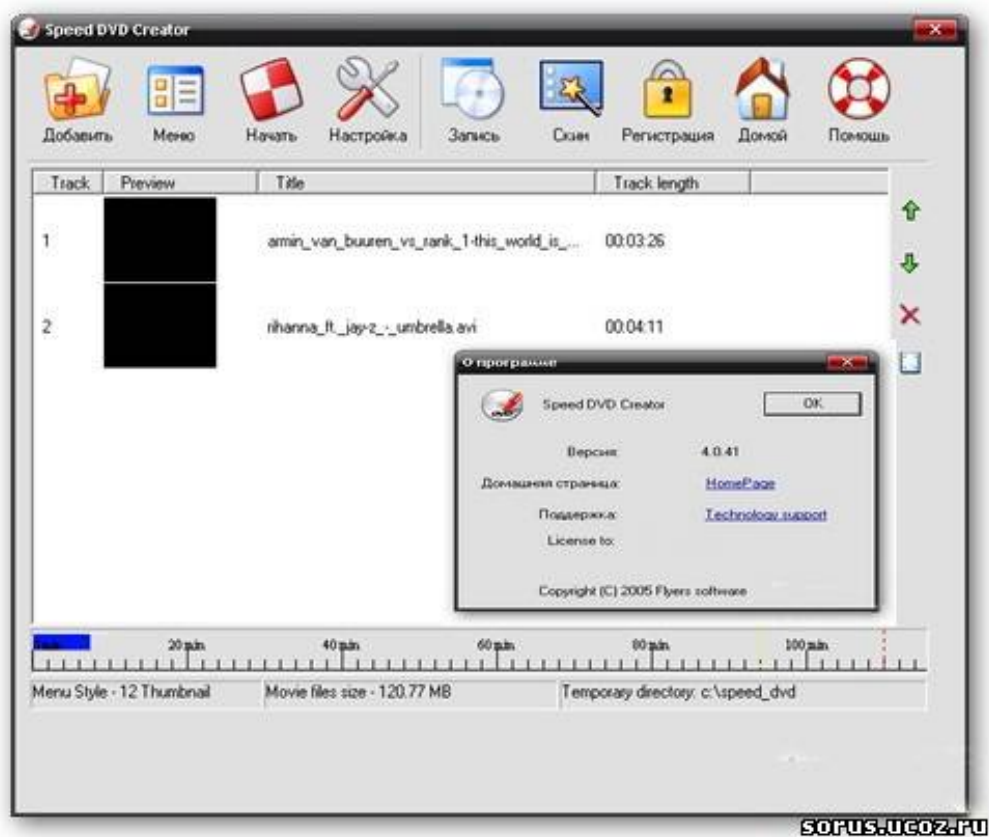 Speed DVD Creator
Добавить Меню Начать Настройка Запись Скин Регистрация Домой Помошь
Track Preview Title Track length
1 armin_van_buuren_vs_rank_1-this_world_is_... 00:03:26
2 rihanna_ft._jay-z_-_umbrella.avi 00:04:11
О программе
Speed DVD Creator OK
Версия: 4.0.41
Домашняя страница: HomePage
Поддержка: Technology support
License to:
Copyright (C) 2005 Flyers software
20 min 40 min 60 min 80 min 100 min
Menu Style - 12 Thumbnail Movie files size - 120.77 MB Temporary directory: c:\speed_dvd
sorus.ucoz.ru